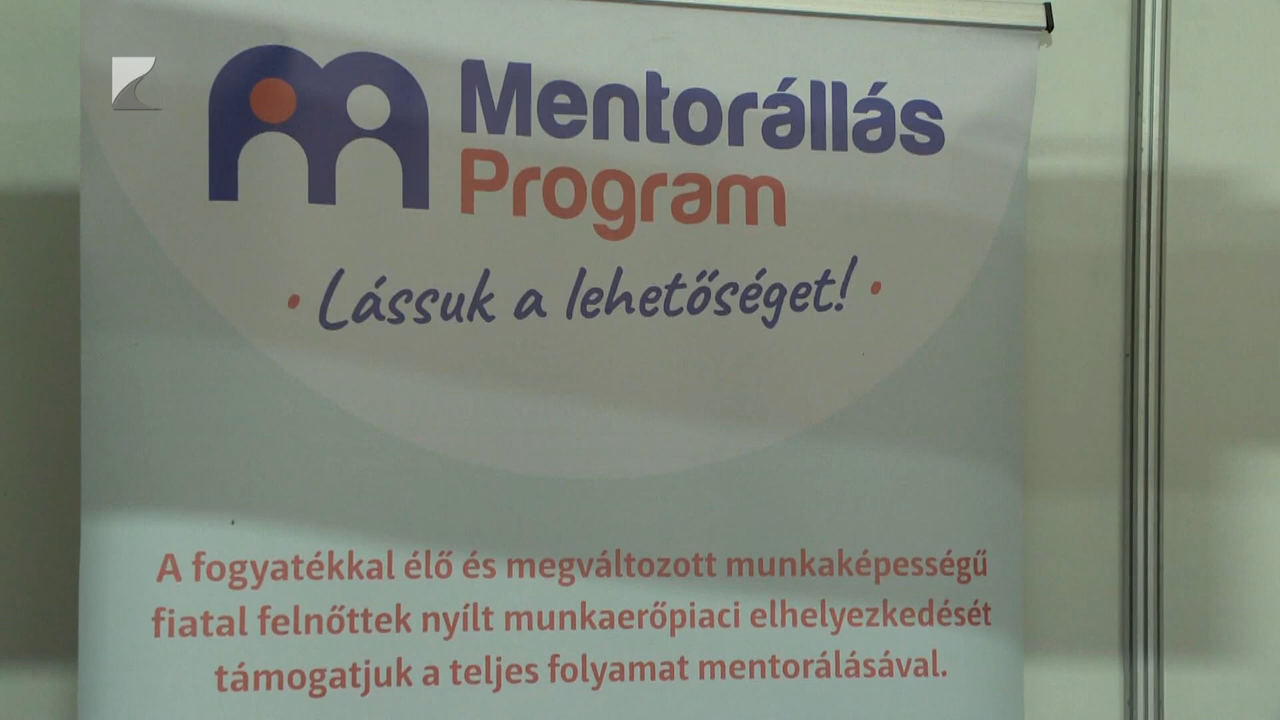 Mentorállás
Program
· Lássuk a lehetőséget! ·
A fogyatékkal élő és megváltozott munkaképességű
fiatal felnőttek nyílt munkaerőpiaci elhelyezkedését
támogatjuk a teljes folyamat mentorálásával.